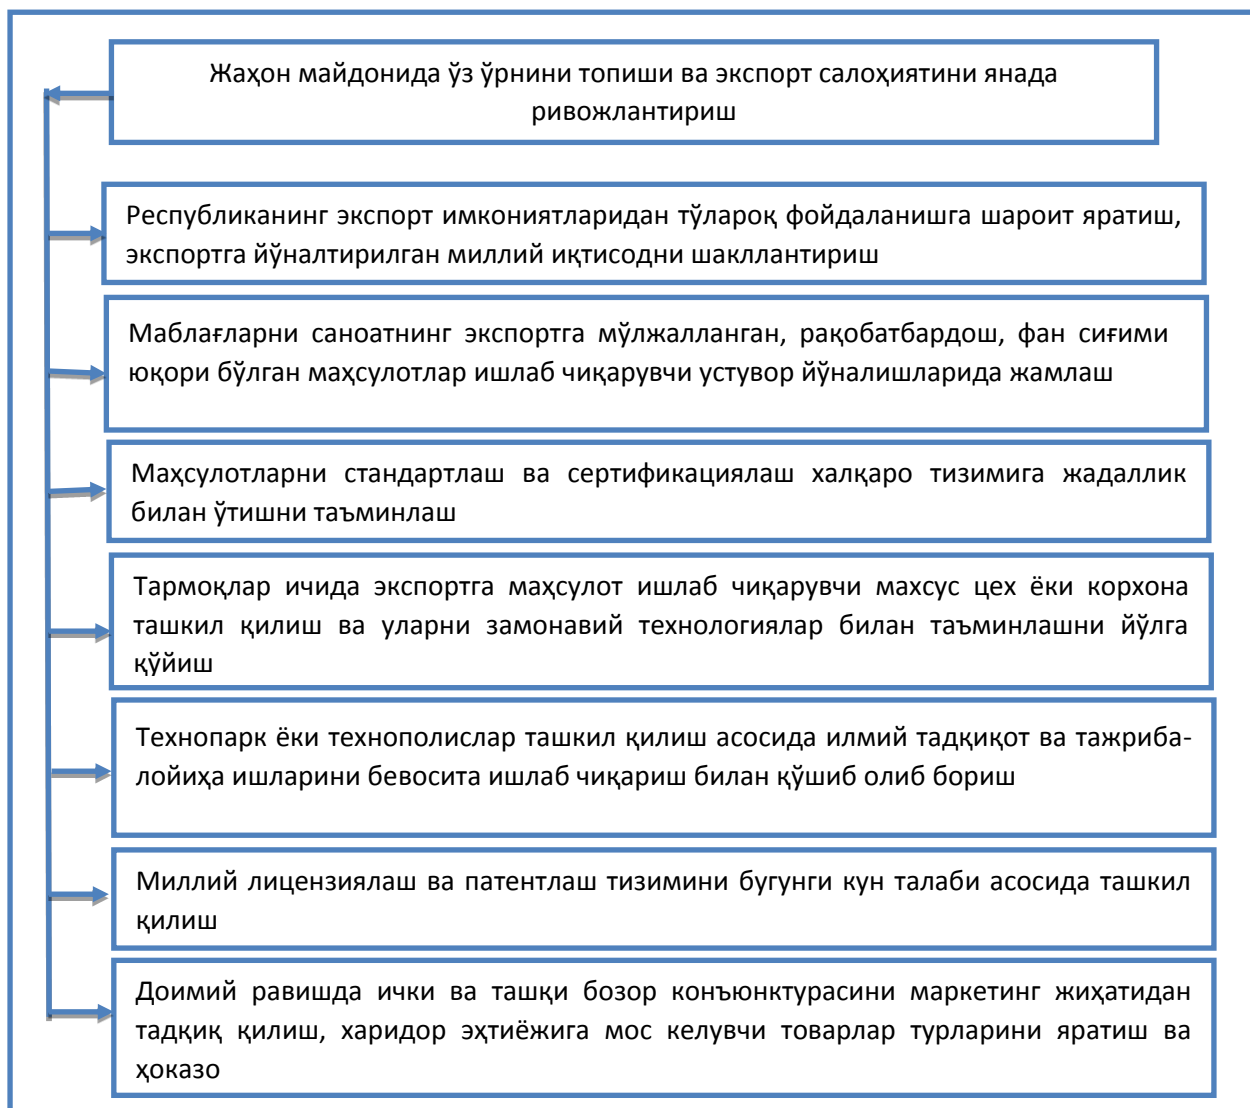 Жаҳон майдонида ўз ўрнини топиши ва экспорт салоҳиятини янада
ривожлантириш
Республиканинг экспорт имкониятларидан тўлароқ фойдаланишга шароит яратиш,
экспортга йўналтирилган миллий иқтисодни шакллантириш
Маблағларни саноатнинг экспортга мўлжалланган, рақобатбардош, фан сиғими
юқори бўлган маҳсулотлар ишлаб чиқарувчи устувор йўналишларида жамлаш
Маҳсулотларни стандартлаш ва сертификациялаш халқаро тизимига жадаллик
билан ўтишни таъминлаш
Тармоқлар ичида экспортга маҳсулот ишлаб чиқарувчи махсус цех ёки корхона
ташкил қилиш ва уларни замонавий технологиялар билан таъминлашни йўлга
қўйиш
Технопарк ёки технополислар ташкил қилиш асосида илмий тадқиқот ва тажриба-
лойиҳа ишларини бевосита ишлаб чиқариш билан қўшиб олиб бориш
Миллий лицензиялаш ва патентлаш тизимини бугунги кун талаби асосида ташкил
қилиш
Доимий равишда ички ва ташқи бозор конъюнктурасини маркетинг жиҳатидан
тадқиқ қилиш, харидор эҳтиёжига мос келувчи товарлар турларини яратиш ва
ҳоказо